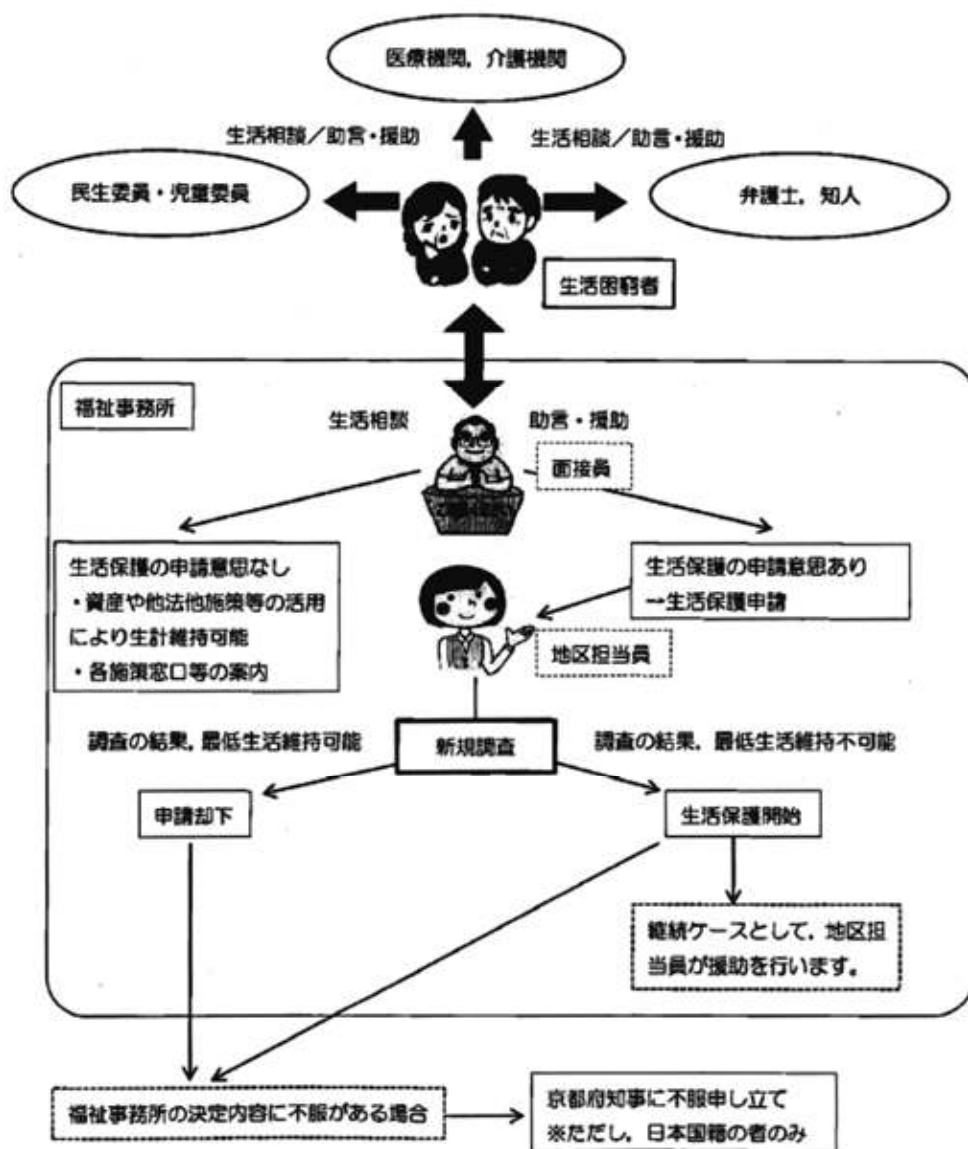 医療機関，介護機関
生活相談／助言・援助
生活相談／助言・援助
民生委員・児童委員
弁護士，知人
生活困窮者
福祉事務所
生活相談
助言・援助
面接員
生活保護の申請意思なし
・資産や他法他施策等の活用
により生計維持可能
・各施策窓口等の案内
生活保護の申請意思あり
→生活保護申請
地区担当員
調査の結果，最低生活維持可能
新規調査
調査の結果，最低生活維持不可能
申請却下
生活保護開始
継続ケースとして，地区担
当員が援助を行います。
福祉事務所の決定内容に不服がある場合
京都府知事に不服申し立て
※ただし，日本国籍の者のみ